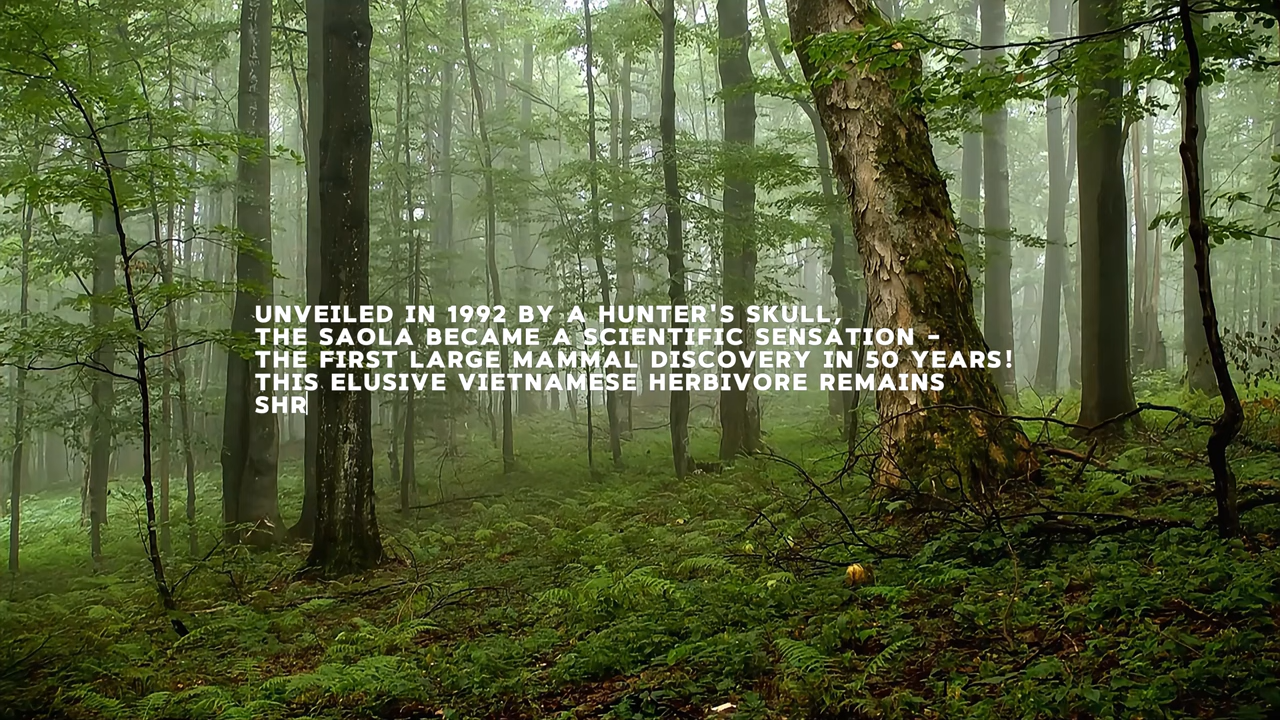 UNVEILED IN 1992 BY A HUNTER'S SKULL,
THE SAOLA BECAME A SCIENTIFIC SENSATION –
THE FIRST LARGE MAMMAL DISCOVERY IN 50 YEARS!
THIS ELUSIVE VIETNAMESE HERBIVORE REMAINS
SHR